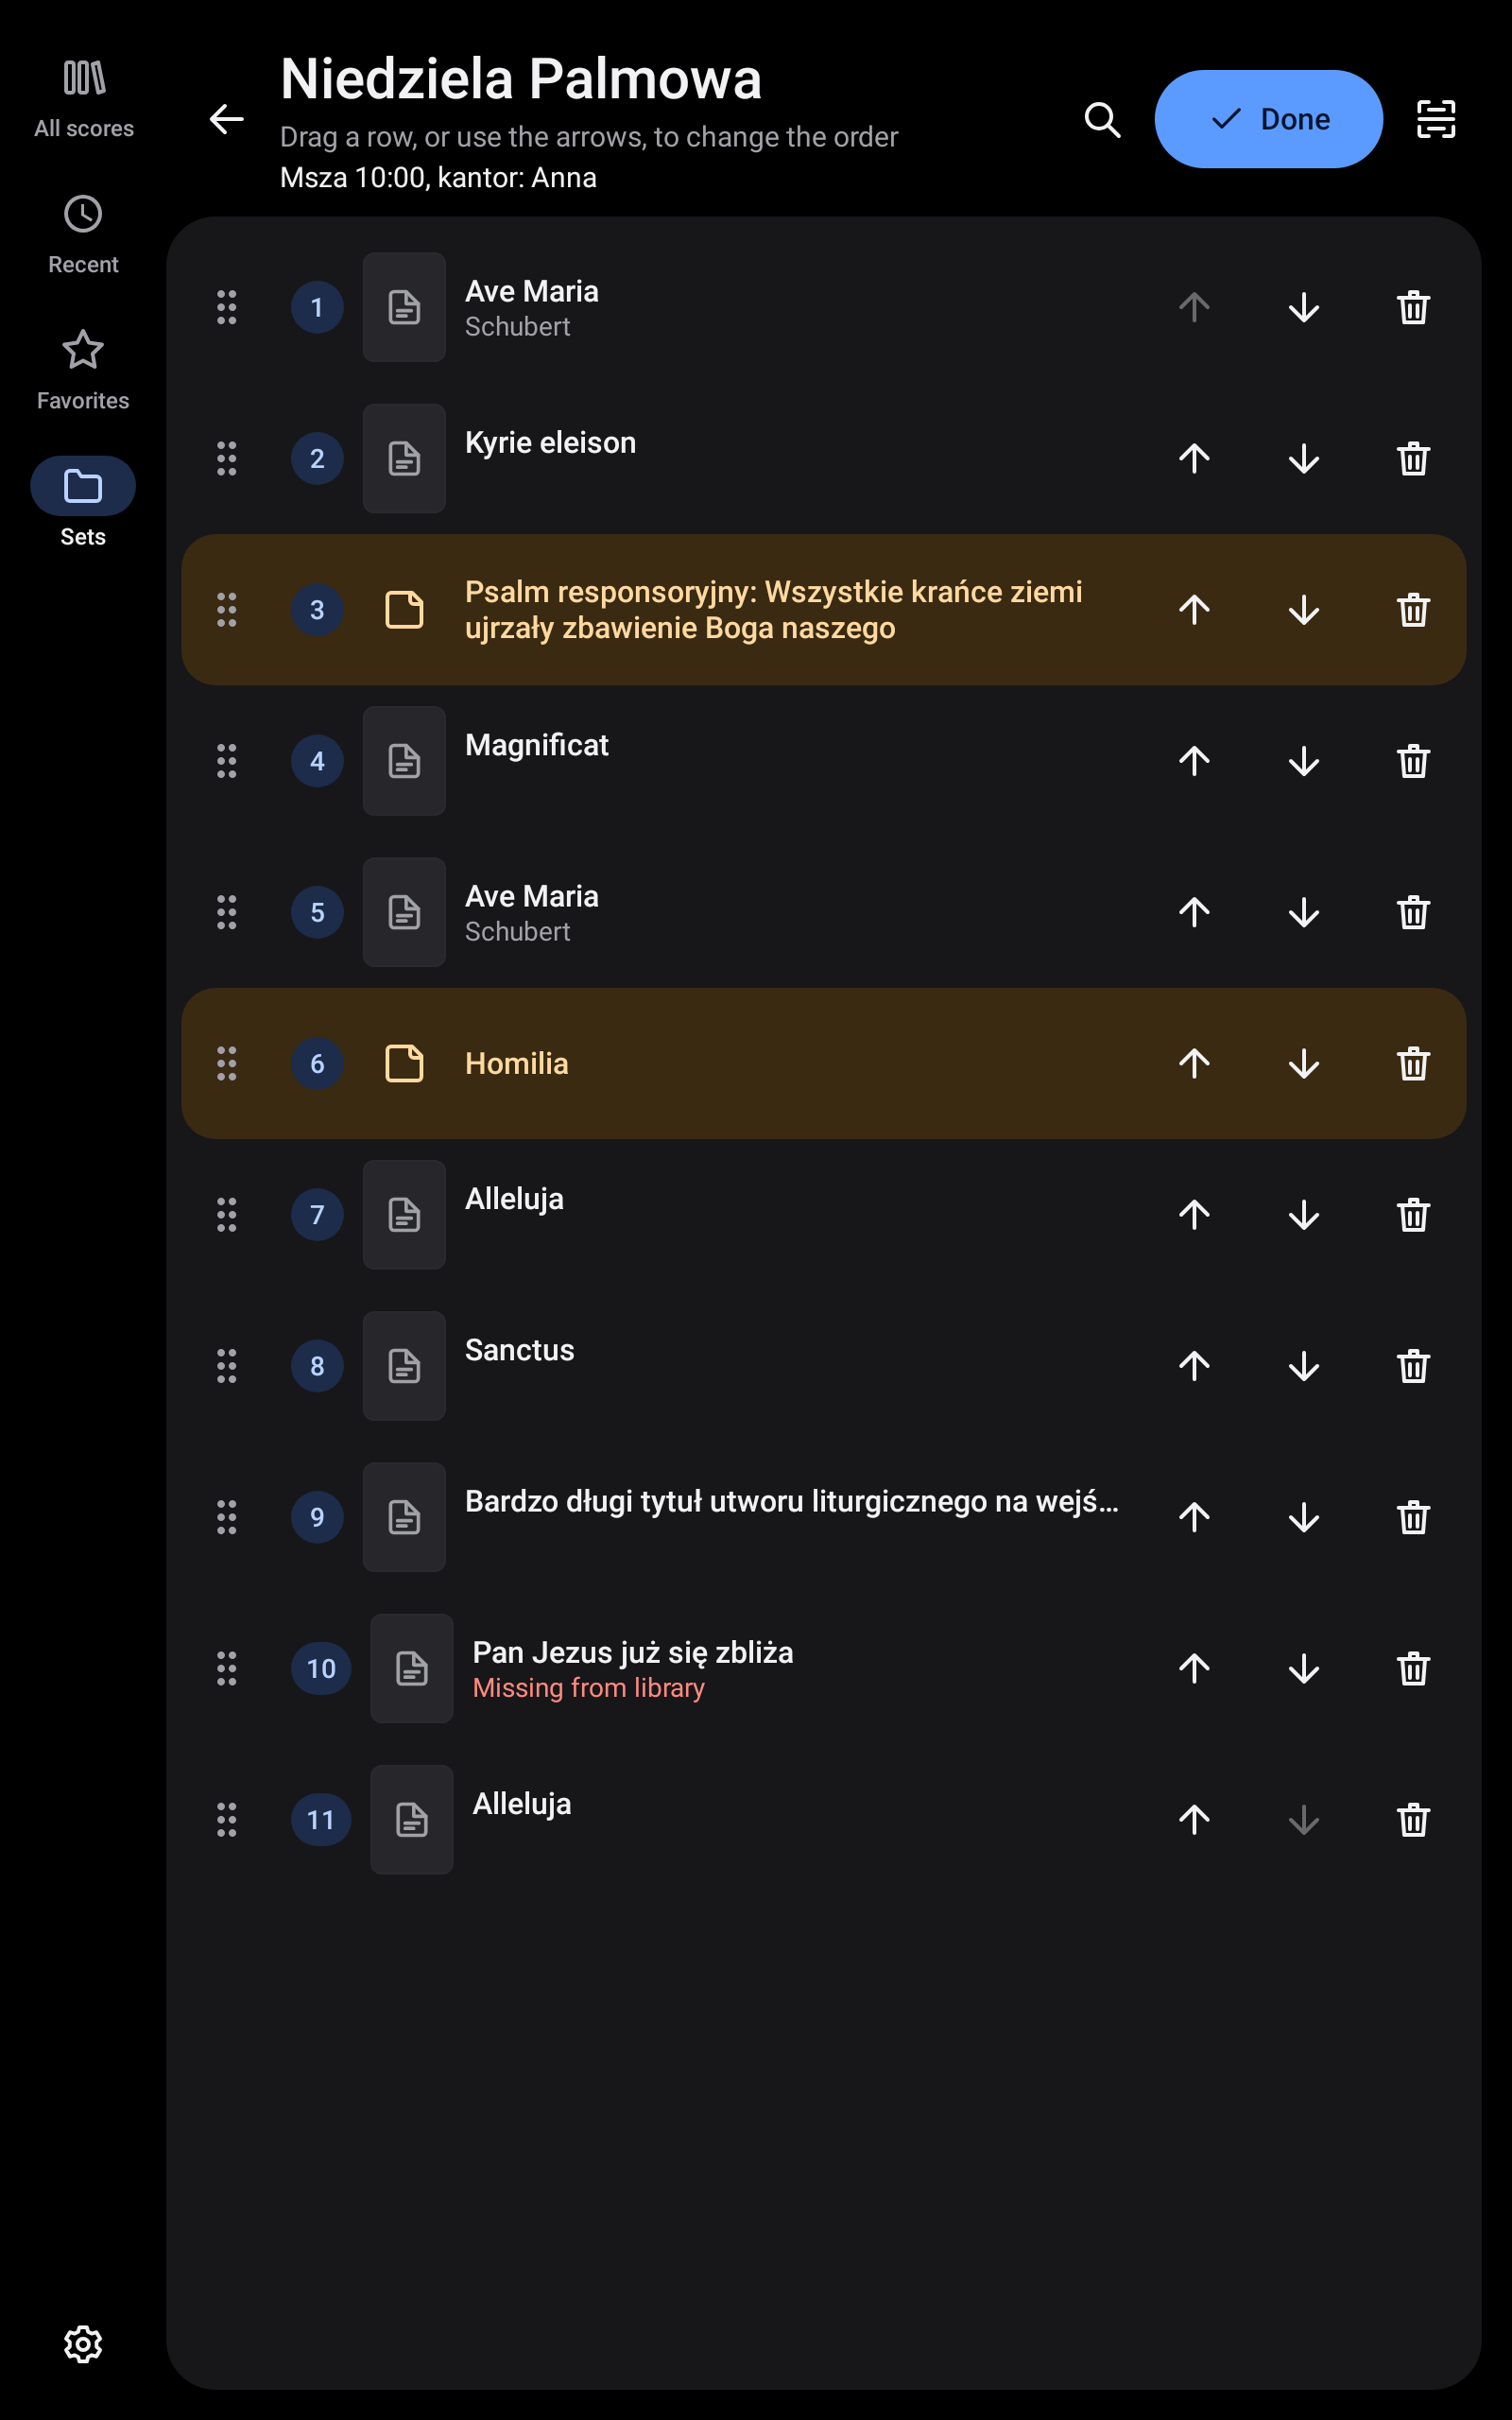 All scores
Recent
Favorites
Sets
Niedziela Palmowa
Drag a row, or use the arrows, to change the order
Msza 10:00, kantor: Anna
Done
1
Ave Maria
Schubert
2
Kyrie eleison
3
Psalm responsoryjny: Wszystkie krańce ziemi
ujrzały zbawienie Boga naszego
4
Magnificat
5
Ave Maria
Schubert
6
Homilia
7
Alleluja
8
Sanctus
9
Bardzo długi tytuł utworu liturgicznego na wejś…
10
Pan Jezus już się zbliża
Missing from library
11
Alleluja